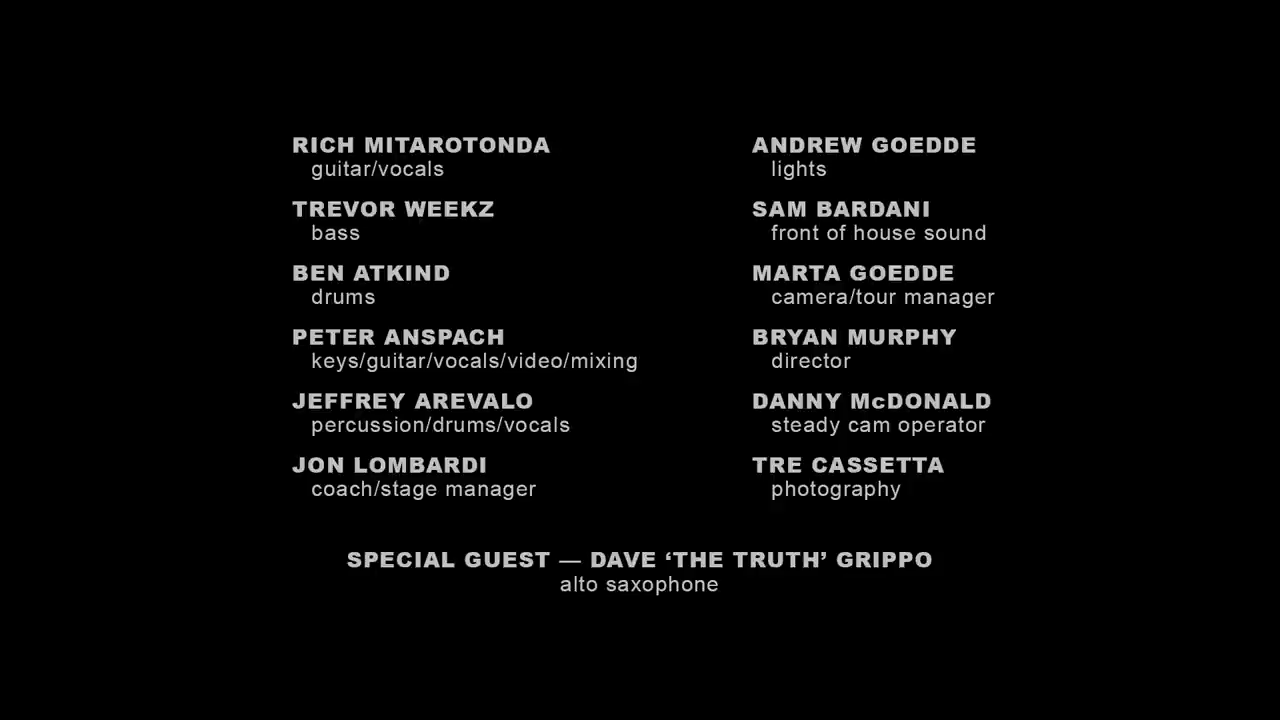 RICH MITAROTONDA
guitar/vocals
TREVOR WEEKZ
bass
BEN ATKIND
drums
PETER ANSPACH
keys/guitar/vocals/video/mixing
JEFFREY AREVALO
percussion/drums/vocals
JON LOMBARDI
coach/stage manager
ANDREW GOEDDE
lights
SAM BARDANI
front of house sound
MARTA GOEDDE
camera/tour manager
BRYAN MURPHY
director
DANNY McDONALD
steady cam operator
TRE CASSETTA
photography
SPECIAL GUEST — DAVE ‘THE TRUTH’ GRIPPO
alto saxophone